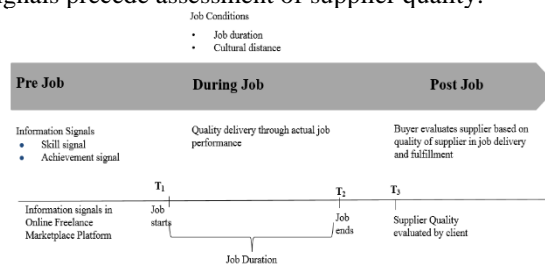 signals precede assessment of supplier quality.
Job Conditions
• Job duration
• Cultural distance
Pre Job
During Job
Post Job
Information Signals
• Skill signal
• Achievement signal
Quality delivery through actual job
performance
Buyer evaluates supplier based on
quality of supplier in job delivery
and fulfillment
T1
T2
T3
Information signals in
Online Freelance
Marketplace Platform
Job
starts
Job
ends
Supplier Quality
evaluated by client
Job Duration